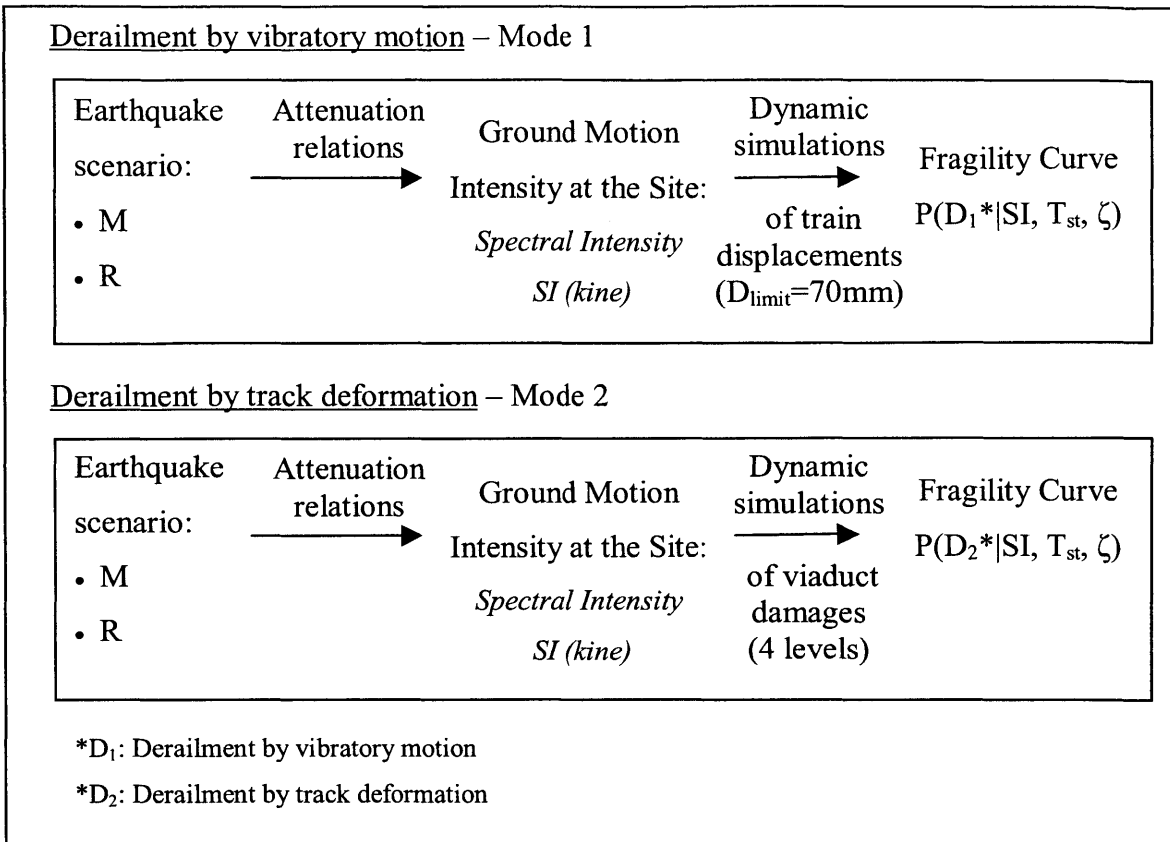 Derailment by vibratory motion – Mode 1
Earthquake
scenario:
• M
• R
Attenuation
relations
Ground Motion
Intensity at the Site:
Spectral Intensity
SI (kine)
Dynamic
simulations
of train
displacements
(D_limit=70mm)
Fragility Curve
P(D₁*|SI, T_st, ζ)
Derailment by track deformation – Mode 2
Earthquake
scenario:
• M
• R
Attenuation
relations
Ground Motion
Intensity at the Site:
Spectral Intensity
SI (kine)
Dynamic
simulations
of viaduct
damages
(4 levels)
Fragility Curve
P(D₂*|SI, T_st, ζ)
*D₁: Derailment by vibratory motion
*D₂: Derailment by track deformation